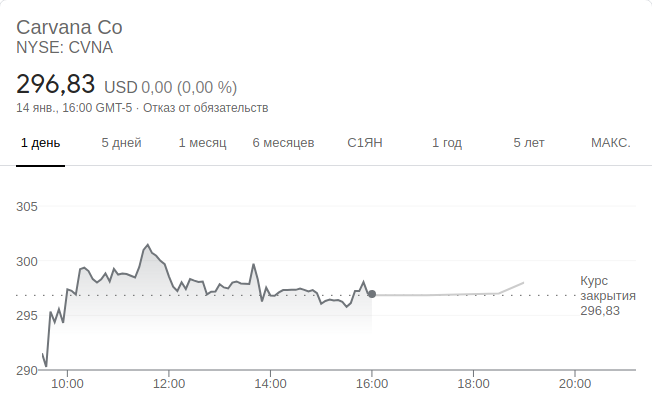 Carvana Co
NYSE: CVNA
296,83 USD 0,00 (0,00 %)
14 янв., 16:00 GMT-5 · Отказ от обязательств
1 день 5 дней 1 месяц 6 месяцев С1ЯН 1 год 5 лет МАКС.
305
300
295
290
Курс
закрытия
296,83
10:00 12:00 14:00 16:00 18:00 20:00